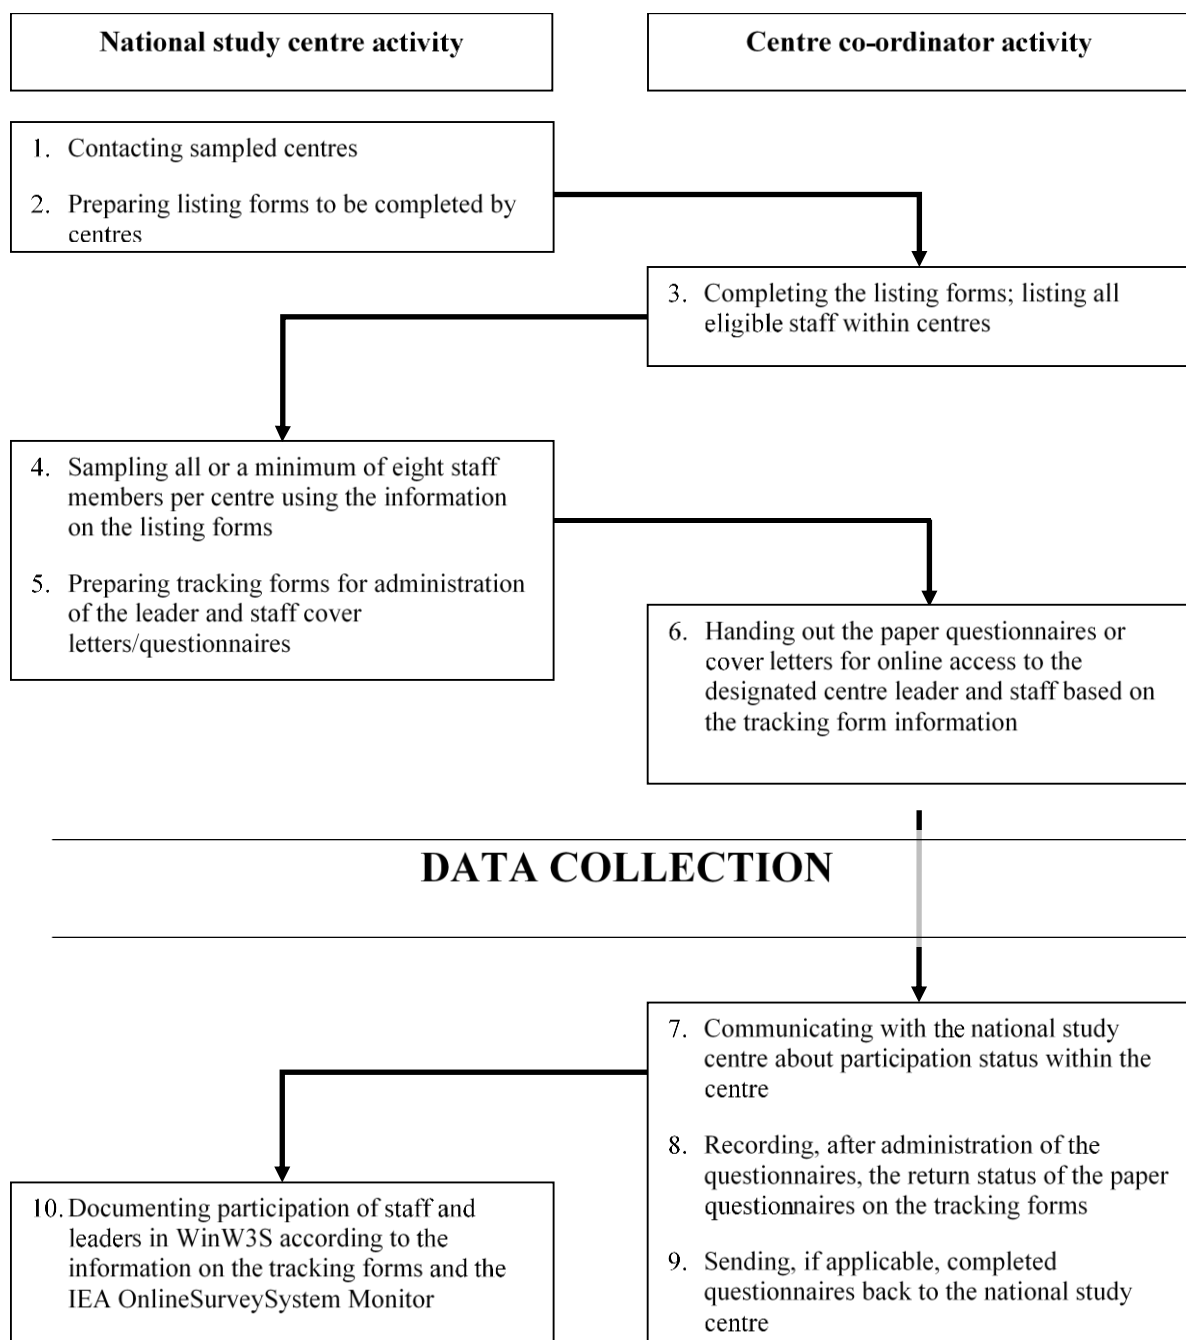 National study centre activity
Centre co-ordinator activity
1. Contacting sampled centres
2. Preparing listing forms to be completed by
centres
3. Completing the listing forms; listing all
eligible staff within centres
4. Sampling all or a minimum of eight staff
members per centre using the information
on the listing forms
5. Preparing tracking forms for administration
of the leader and staff cover
letters/questionnaires
6. Handing out the paper questionnaires or
cover letters for online access to the
designated centre leader and staff based on
the tracking form information
DATA COLLECTION
7. Communicating with the national study
centre about participation status within the
centre
8. Recording, after administration of the
questionnaires, the return status of the paper
questionnaires on the tracking forms
9. Sending, if applicable, completed
questionnaires back to the national study
centre
10. Documenting participation of staff and
leaders in WinW3S according to the
information on the tracking forms and the
IEA OnlineSurveySystem Monitor